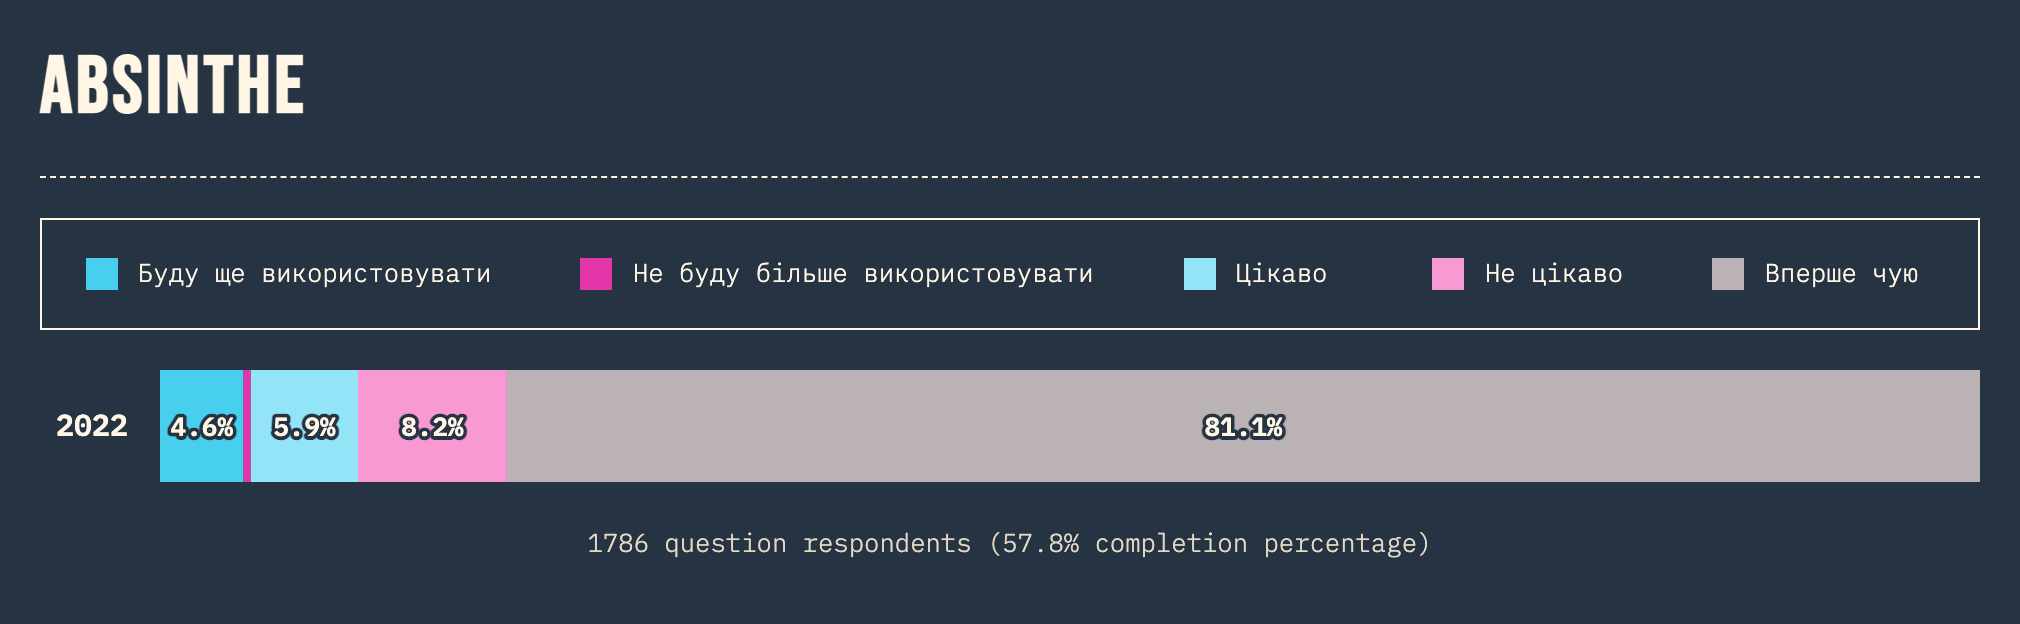 ABSINTHE
Буду ще використовувати Не буду більше використовувати Цікаво Не цікаво Вперше чую
2022 4.6% 5.9% 8.2% 81.1%
1786 question respondents (57.8% completion percentage)